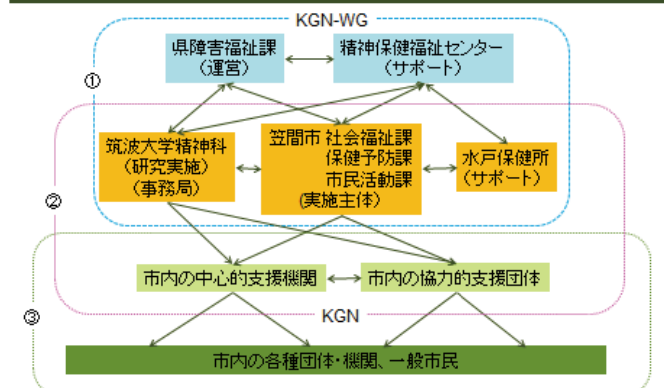 KGN-WG
県障害福祉課
(運営)
精神保健福祉センター
(サポート)
①
筑波大学精神科
(研究実施)
(事務局)
笠間市 社会福祉課
保健予防課
市民活動課
(実施主体)
水戸保健所
(サポート)
②
市内の中心的支援機関
市内の協力的支援団体
③
KGN
市内の各種団体・機関、一般市民